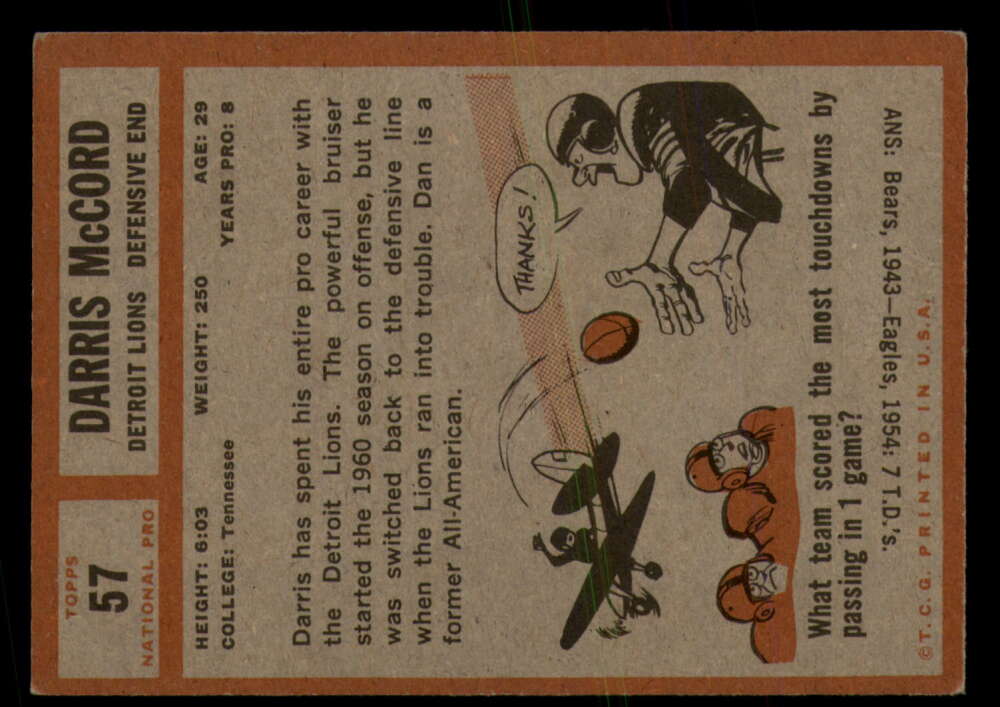 TOPPS
57
NATIONAL PRO
DARRIS McCORD
DETROIT LIONS DEFENSIVE END
HEIGHT: 6:03 WEIGHT: 250 AGE: 29
COLLEGE: Tennessee YEARS PRO: 8
Darris has spent his entire pro career with
the Detroit Lions. The powerful bruiser
started the 1960 season on offense, but he
was switched back to the defensive line
when the Lions ran into trouble. Dan is a
former All-American.
THANKS!
What team scored the most touchdowns by
passing in 1 game?
ANS: Bears, 1943—Eagles, 1954: 7 T.D.'s.
© T. C. G. PRINTED IN U.S.A.